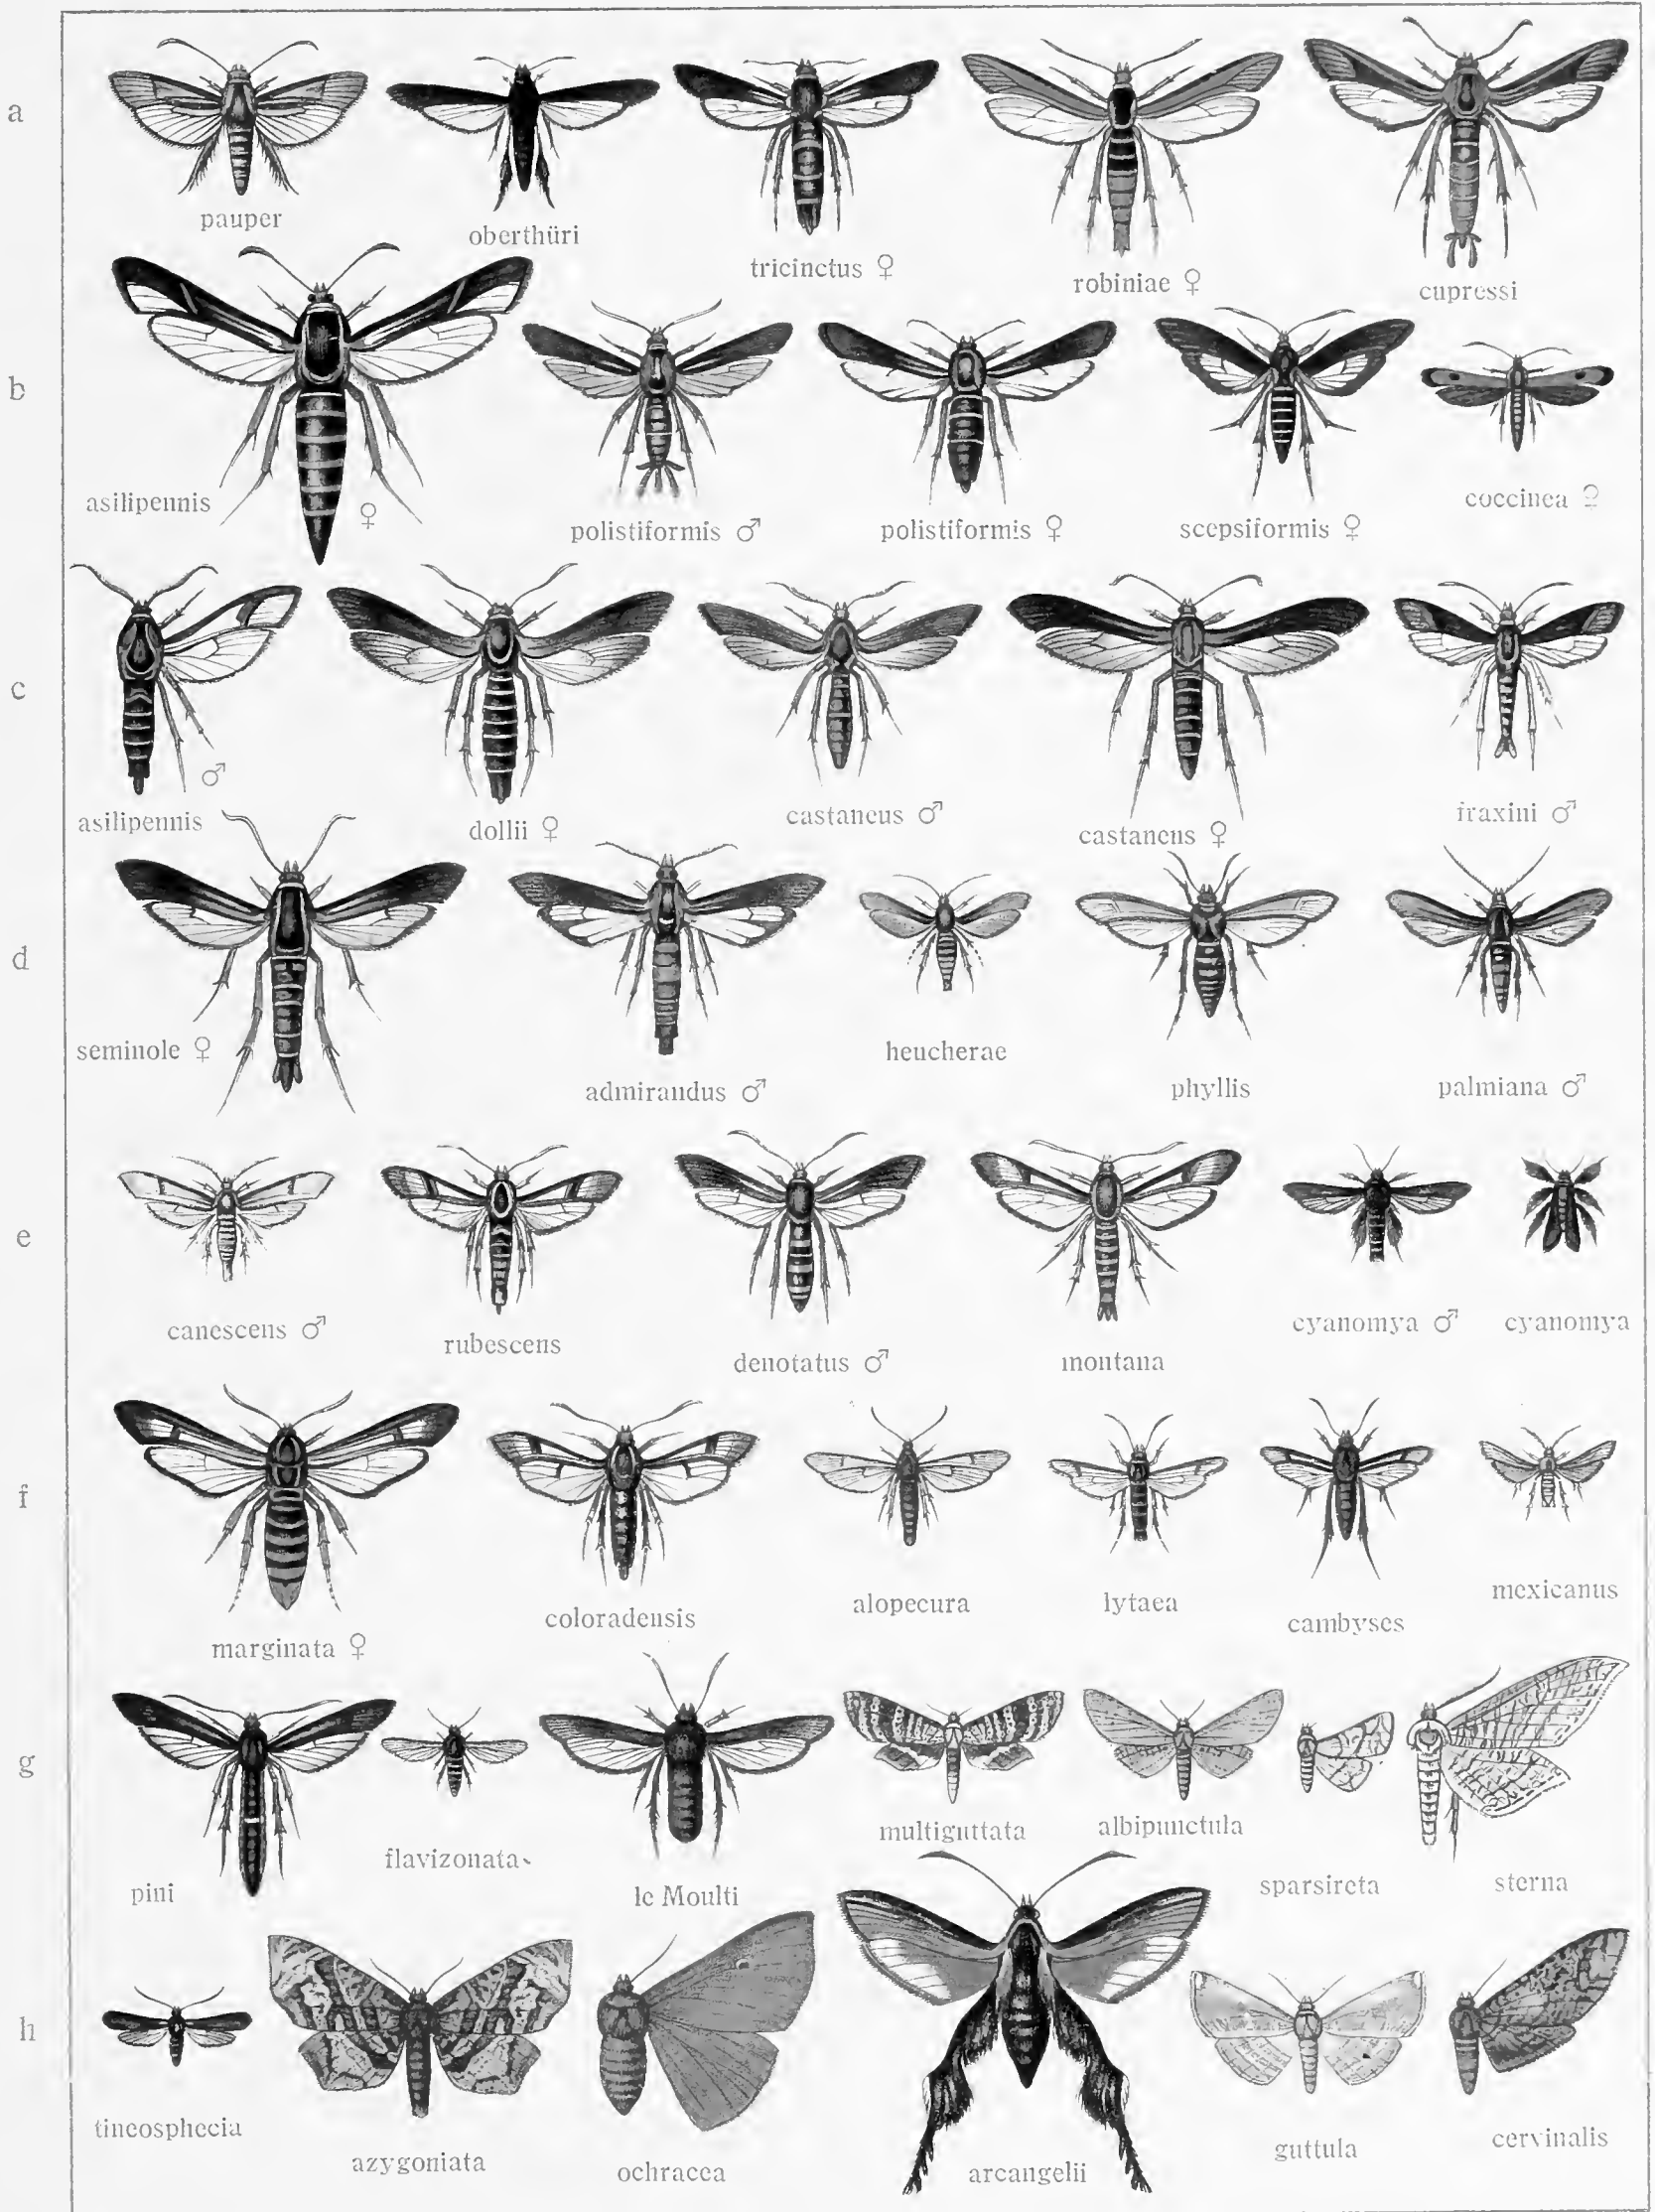 a
pauper
oberthüri
tricinctus ♀
robiniae ♀
cupressi
b
asilipennis ♀
polistiformis ♂
polistiformis ♀
scepsiformis ♀
coccinea ♀
c
asilipennis ♂
dollii ♀
castaneus ♂
castaneus ♀
fraxini ♂
d
seminole ♀
admirandus ♂
heucherae
phyllis
palmiana ♂
e
canescens ♂
rubescens
denotatus ♂
montana
cyanomya ♂
cyanomya
f
marginata ♀
coloradensis
alopecura
lytaea
cambyses
mexicanus
g
pini
flavizonata
le Moulti
multiguttata
albipunctula
sparsireta
sterna
h
tineosphecia
azygoniata
ochracea
arcangelii
guttula
cervinalis